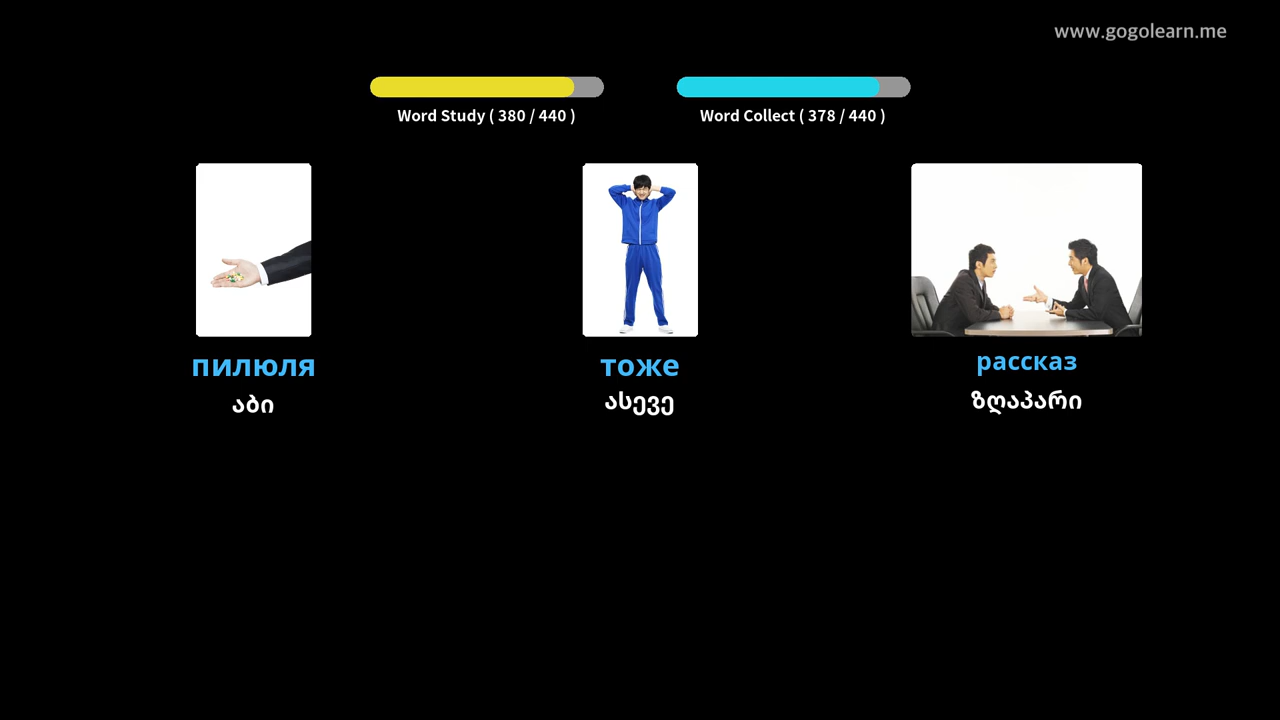 www.gogolearn.me
Word Study ( 380 / 440 )
Word Collect ( 378 / 440 )
пилюля
აბი
тоже
ასევე
рассказ
ზღაპარი